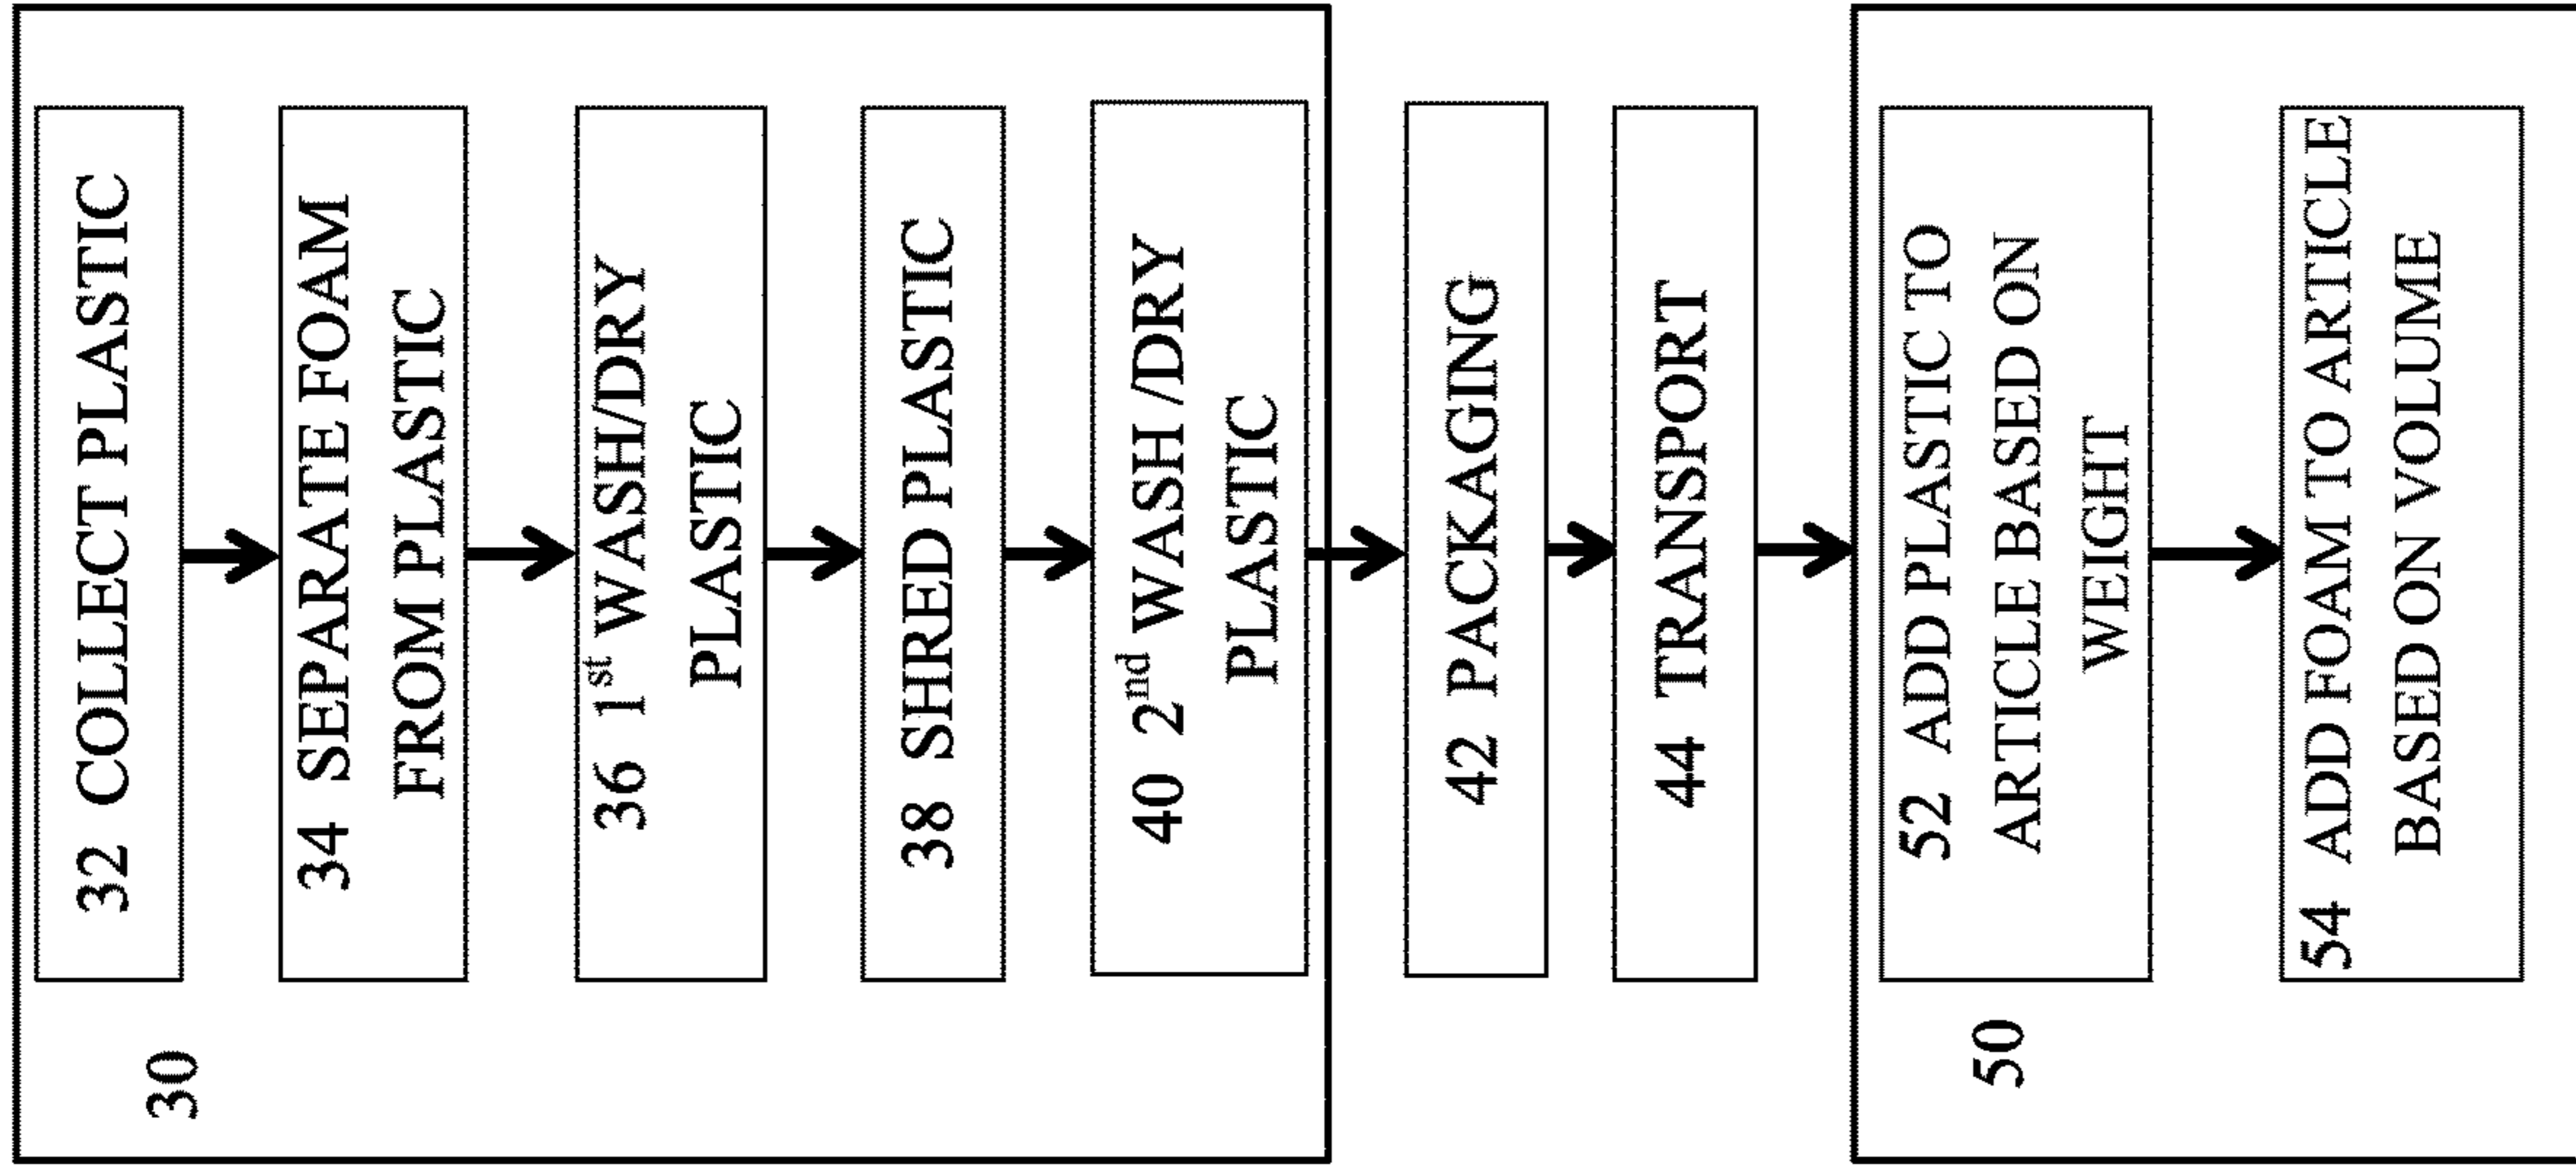 30
32 COLLECT PLASTIC
34 SEPARATE FOAM
FROM PLASTIC
36 1st WASH/DRY
PLASTIC
38 SHRED PLASTIC
40 2nd WASH /DRY
PLASTIC
42 PACKAGING
44 TRANSPORT
50
52 ADD PLASTIC TO
ARTICLE BASED ON
WEIGHT
54 ADD FOAM TO ARTICLE
BASED ON VOLUME